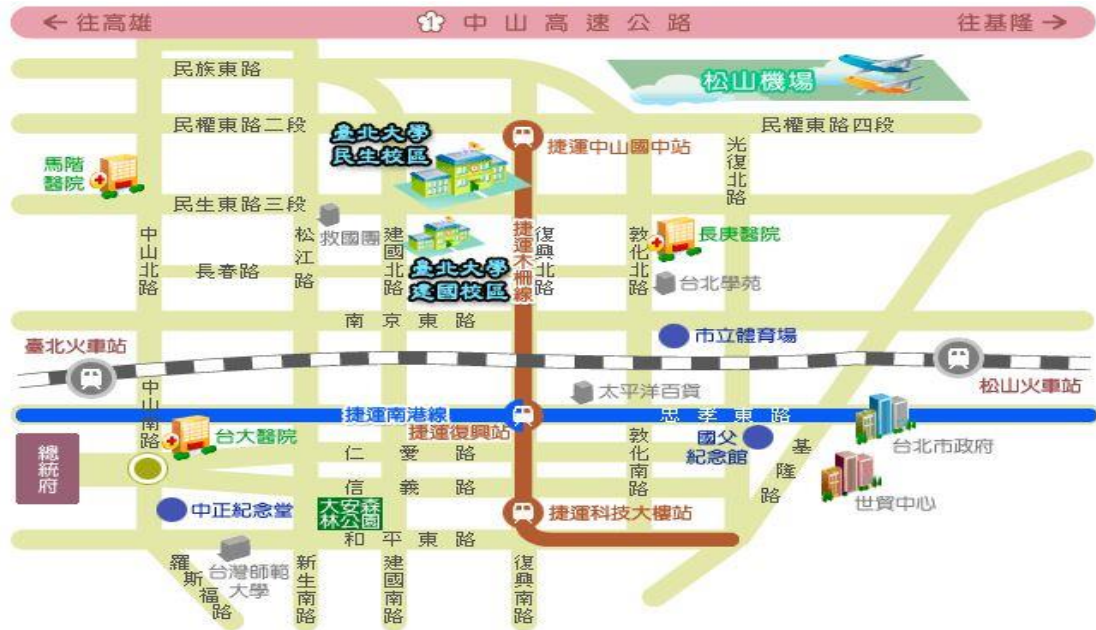 ←往高雄
1 中山高速公路
往基隆→
民族東路
松山機場
民權東路二段
民權東路四段
臺北大學
民生校區
捷運中山國中站
光復北路
馬階
醫院
民生東路三段
救國團
中山北路
松江路
建國北路
捷運木柵線
復興北路
敦化北路
長庚醫院
長春路
臺北大學
建國校區
台北學苑
南京東路
市立體育場
臺北火車站
松山火車站
太平洋百貨
中山南路
捷運南港線
忠孝東路
捷運復興站
台大醫院
國父
紀念館
台北市政府
總統府
仁愛路
敦化南路
基隆路
信義路
世貿中心
中正紀念堂
大安森
林公園
捷運科技大樓站
和平東路
羅斯福路
台灣師範
大學
新生南路
建國南路
復興南路